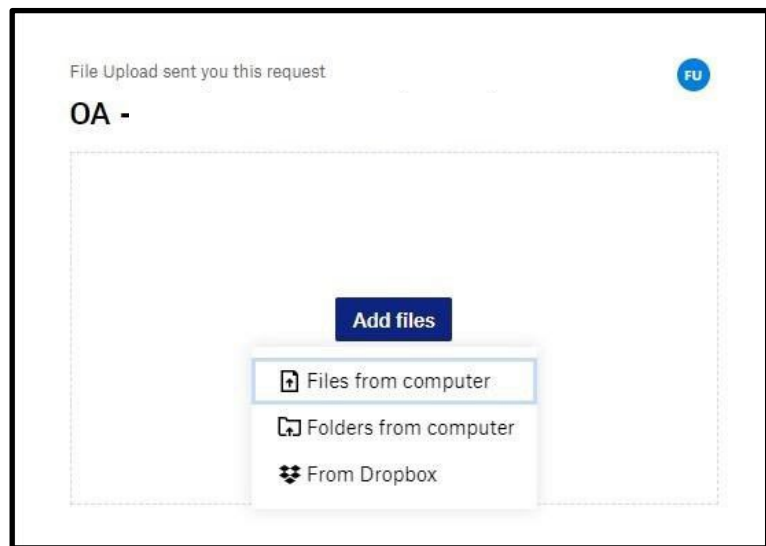 File Upload sent you this request
FU
OA -
Add files
Files from computer
Folders from computer
From Dropbox